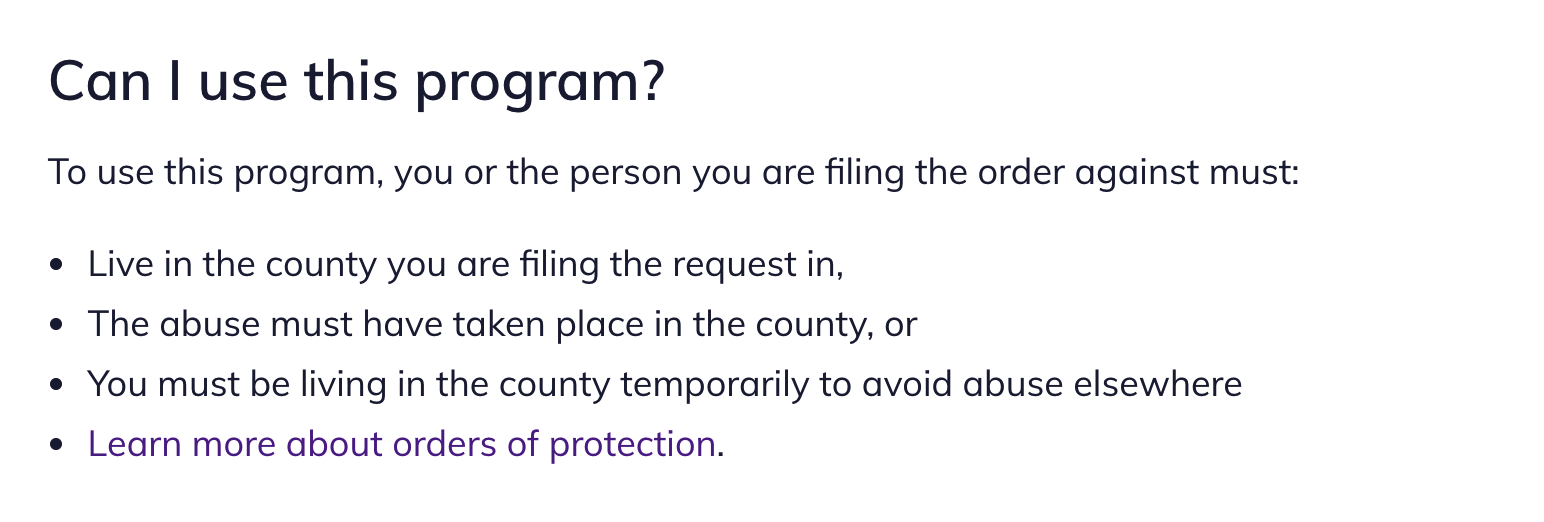 Can I use this program?
To use this program, you or the person you are filing the order against must:
• Live in the county you are filing the request in,
• The abuse must have taken place in the county, or
• You must be living in the county temporarily to avoid abuse elsewhere
• Learn more about orders of protection.